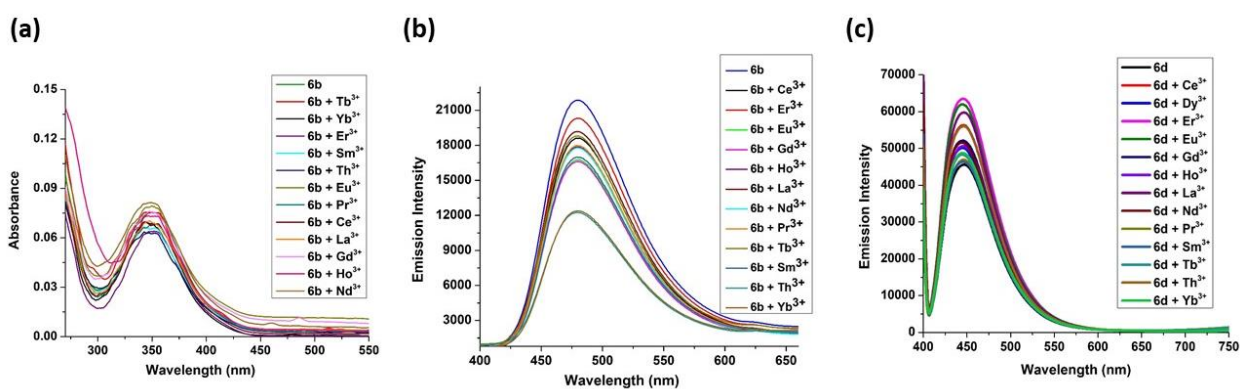 (a)
(b)
(c)
0.15
0.12
0.09
0.06
0.03
0.00
Absorbance
300
350
400
450
500
550
Wavelength (nm)
6b
6b + Tb³⁺
6b + Yb³⁺
6b + Er³⁺
6b + Sm³⁺
6b + Th³⁺
6b + Eu³⁺
6b + Pr³⁺
6b + Ce³⁺
6b + La³⁺
6b + Gd³⁺
6b + Ho³⁺
6b + Nd³⁺
21000
18000
15000
12000
9000
6000
3000
Emission Intensity
400
450
500
550
600
650
Wavelength (nm)
6b
6b + Ce3+
6b + Er3+
6b + Eu3+
6b + Gd3+
6b + Ho3+
6b + La3+
6b + Nd3+
6b + Pr3+
6b + Tb3+
6b + Sm3+
6b + Th3+
6b + Yb3+
70000
60000
50000
40000
30000
20000
10000
0
Emission Intensity
400
450
500
550
600
650
700
750
Wavelength (nm)
6d
6d + Ce³⁺
6d + Dy³⁺
6d + Er³⁺
6d + Eu³⁺
6d + Gd³⁺
6d + Ho³⁺
6d + La³⁺
6d + Nd³⁺
6d + Pr³⁺
6d + Sm³⁺
6d + Tb³⁺
6d + Th³⁺
6d + Yb³⁺